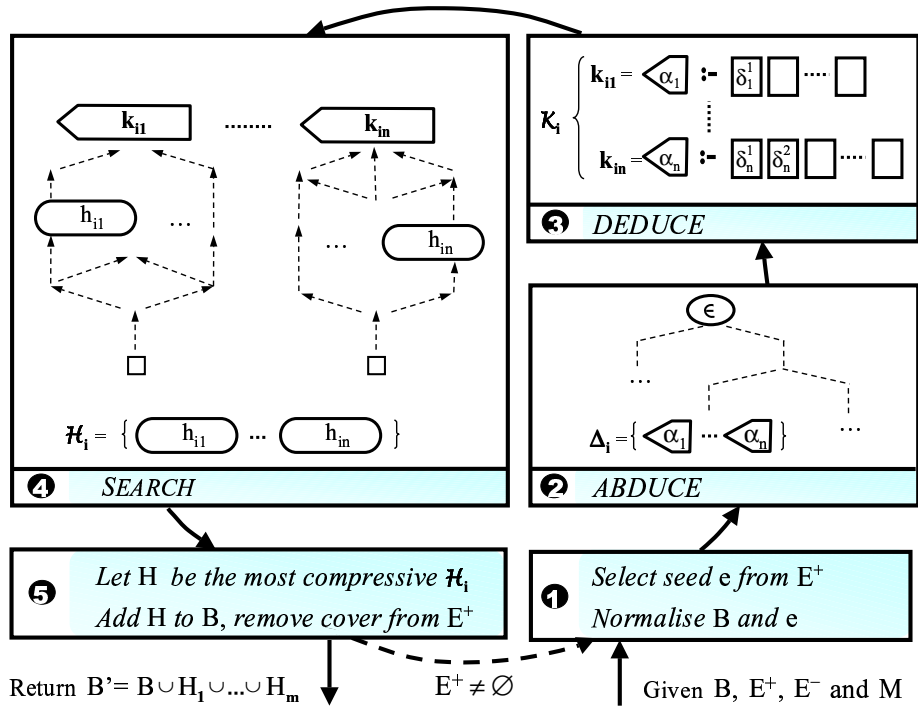 k_i1 ........ k_in
h_i1 ...
... h_in
ℋ_i = { h_i1 ... h_in }
4 SEARCH
𝒦_i
k_i1 = α_1 :- δ_1^1 .....
k_in = α_n :- δ_n^1 δ_n^2 .....
3 DEDUCE
ϵ
...
...
Δ_i = { α_1 ... α_n }
2 ABDUCE
5
Let H be the most compressive ℋ_i
Add H to B, remove cover from E⁺
1
Select seed e from E⁺
Normalise B and e
Return B’= B ∪ H_1 ∪ ... ∪ H_m
E⁺ ≠ ∅
Given B, E⁺, E⁻ and M